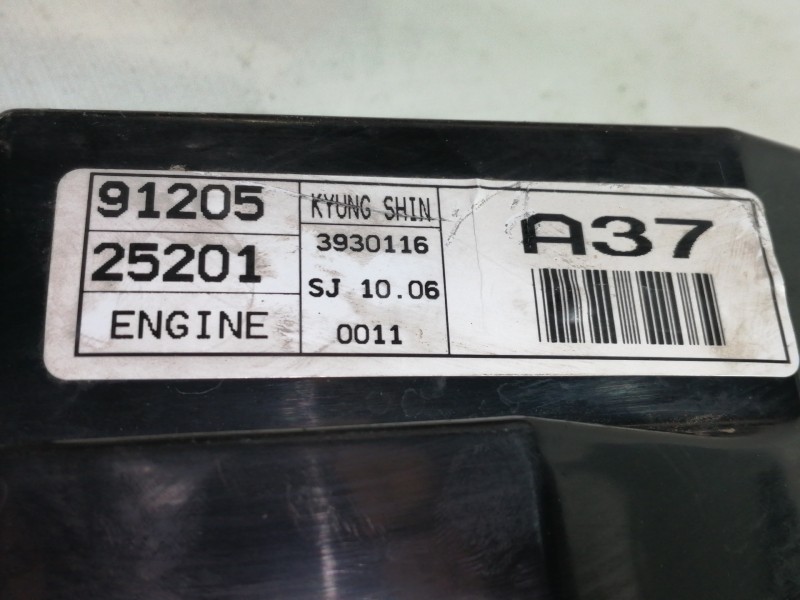 91205
25201
ENGINE
KYUNG SHIN
3930116
SJ 10.06
0011
A37